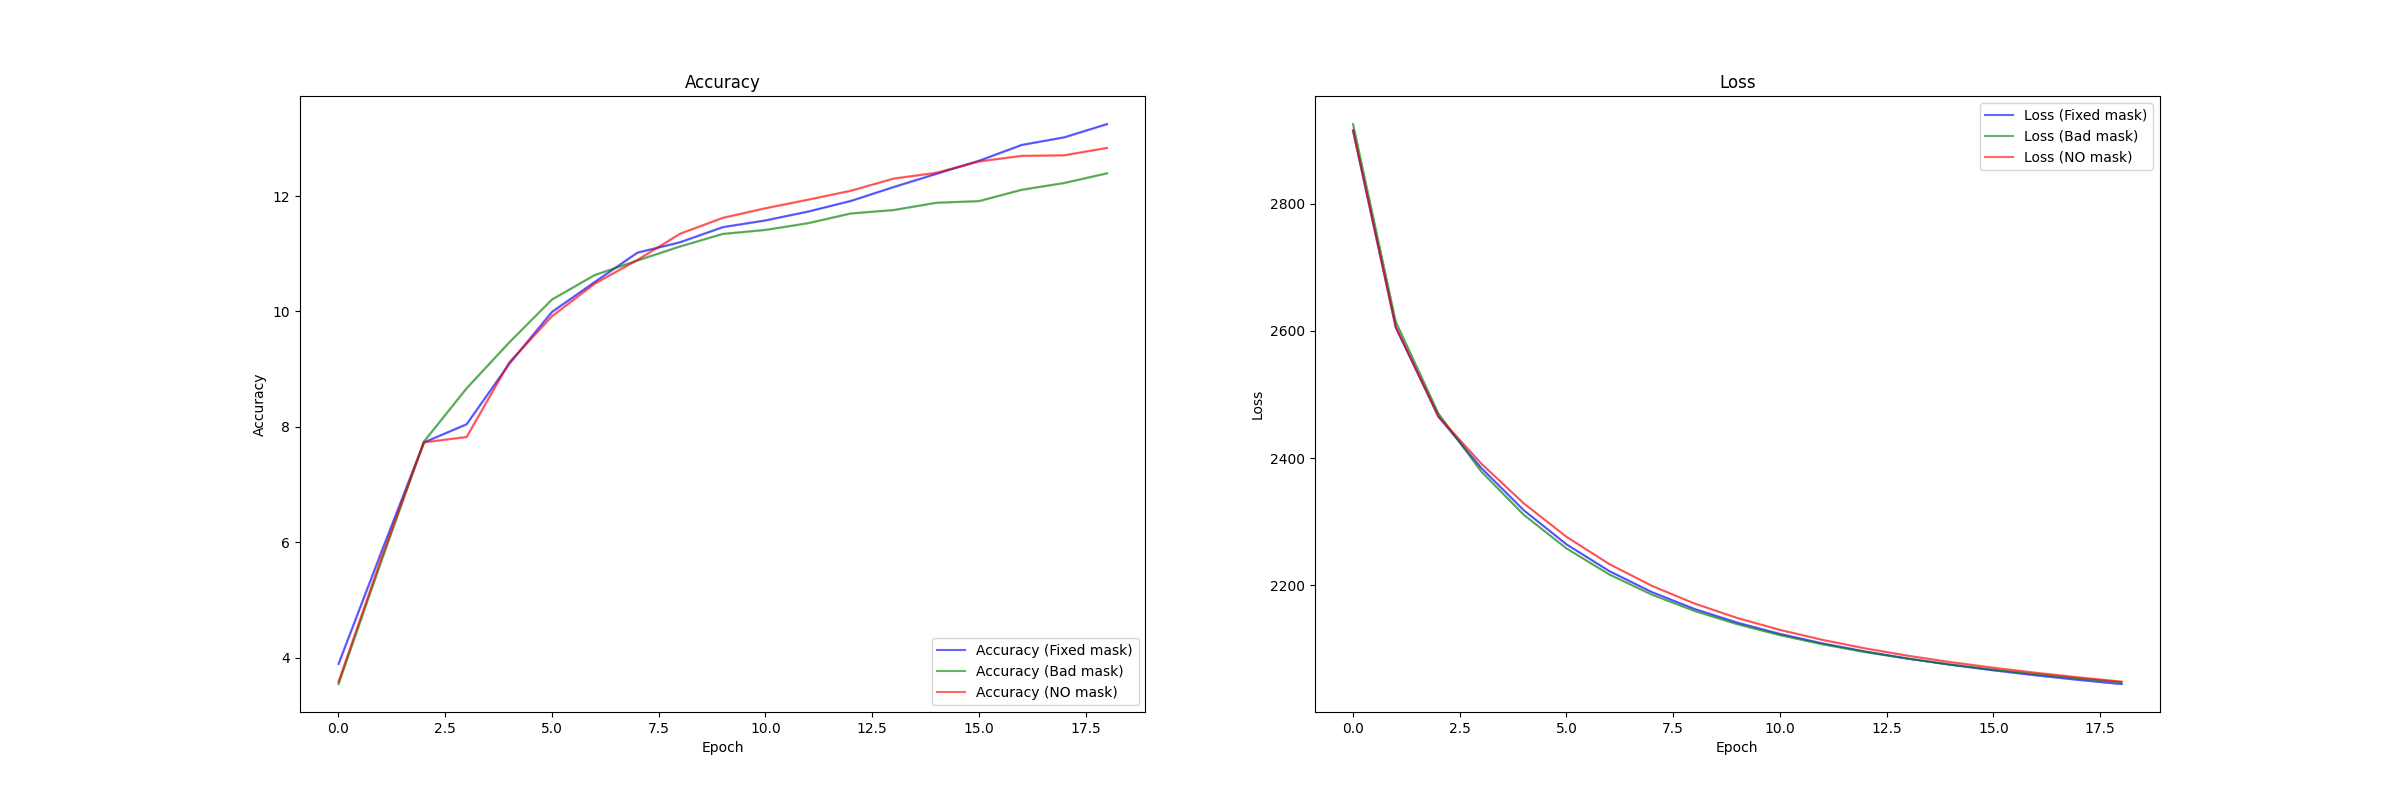 Accuracy
Accuracy
12
10
8
6
4
0.0 2.5 5.0 7.5 10.0 12.5 15.0 17.5
Epoch
Accuracy (Fixed mask)
Accuracy (Bad mask)
Accuracy (NO mask)
Loss
Loss
2800
2600
2400
2200
0.0 2.5 5.0 7.5 10.0 12.5 15.0 17.5
Epoch
Loss (Fixed mask)
Loss (Bad mask)
Loss (NO mask)